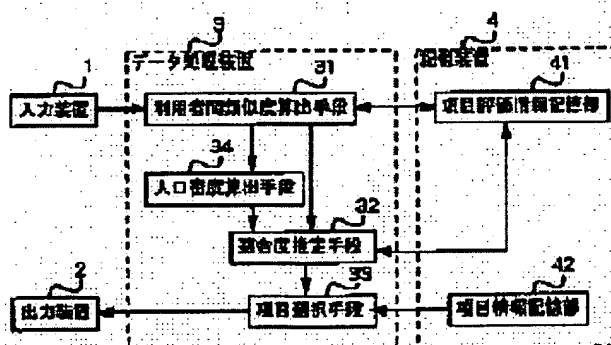 3
データ処理装置
4
記憶装置
1
入力装置
31
利用者間類似度算出手段
41
項目評価情報記憶部
34
人口密度算出手段
32
適合度推定手段
2
出力装置
33
項目選択手段
42
項目情報記憶部